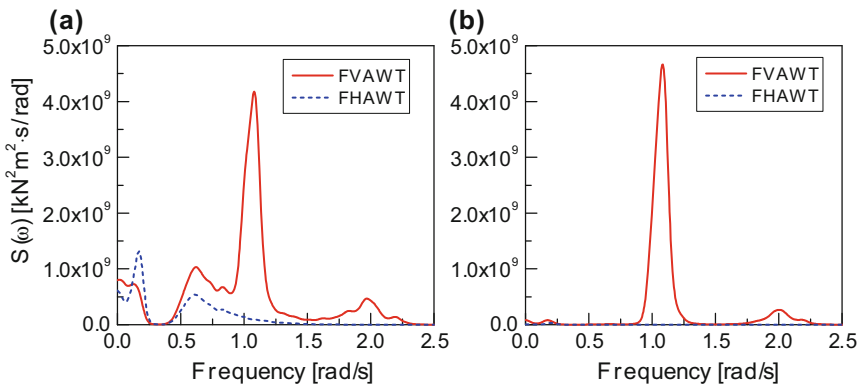 (a)
S(ω) [kN²m²·s/rad]
5.0x10⁹
4.0x10⁹
3.0x10⁹
2.0x10⁹
1.0x10⁹
0.0
FVAWT
FHAWT
0.0 0.5 1.0 1.5 2.0 2.5
Frequency [rad/s]
(b)
5.0x10⁹
4.0x10⁹
3.0x10⁹
2.0x10⁹
1.0x10⁹
0.0
FVAWT
FHAWT
0.0 0.5 1.0 1.5 2.0 2.5
Frequency [rad/s]